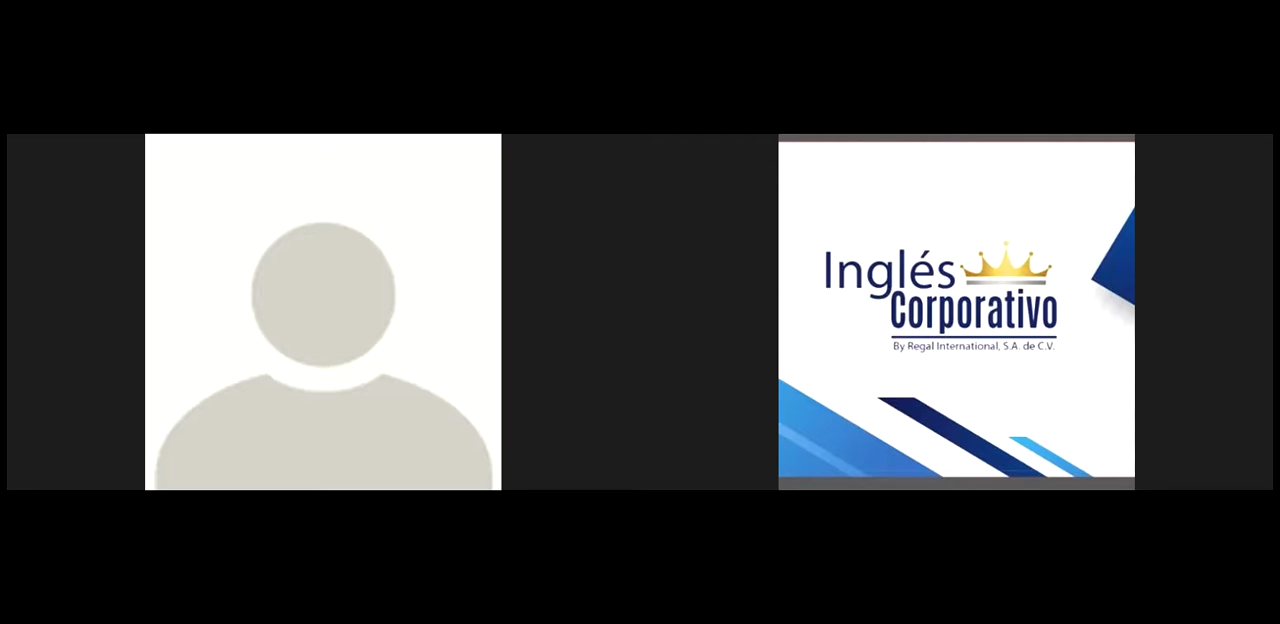 Inglés
Corporativo
By Regal International, S.A. de C.V.